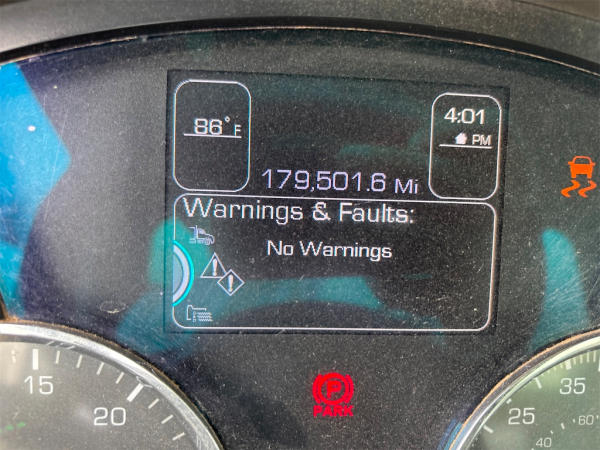 4:01
86° F
PM
179,501.6 Mi
Warnings & Faults:
No Warnings
P
PARK
15
20
25
35
40
60